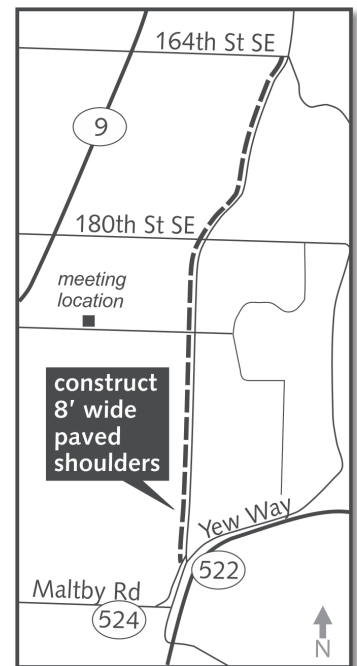 164th St SE
9
180th St SE
meeting
location
construct
8' wide
paved
shoulders
Yew Way
522
Maltby Rd
524
N